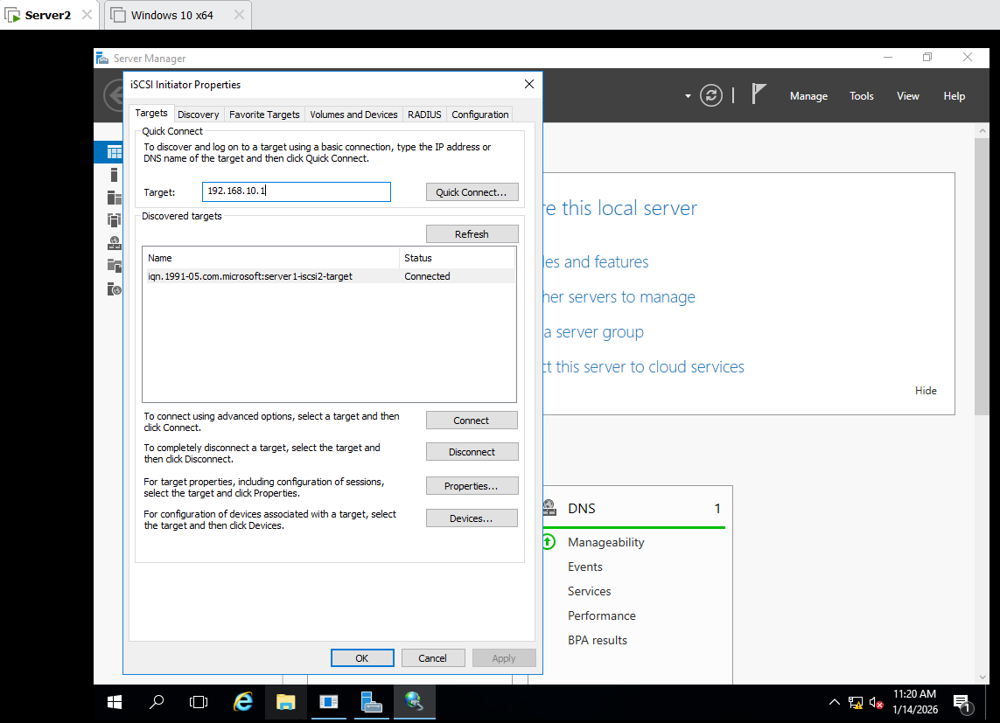 Server2
Windows 10 x64
Server Manager
iSCSI Initiator Properties
Manage
Tools
View
Help
Targets
Discovery
Favorite Targets
Volumes and Devices
RADIUS
Configuration
Quick Connect
To discover and log on to a target using a basic connection, type the IP address or
DNS name of the target and then click Quick Connect.
Target:
192.168.10.1
Quick Connect...
Discovered targets
Refresh
Name
Status
iqn.1991-05.com.microsoft:server1-iscsi2-target
Connected
To connect using advanced options, select a target and then
click Connect.
Connect
To completely disconnect a target, select the target and
then click Disconnect.
Disconnect
For target properties, including configuration of sessions,
select the target and click Properties.
Properties...
For configuration of devices associated with a target, select
the target and then click Devices.
Devices...
OK
Cancel
Apply
re this local server
les and features
her servers to manage
a server group
ct this server to cloud services
Hide
DNS
1
Manageability
Events
Services
Performance
BPA results
11:20 AM
1/14/2026
1